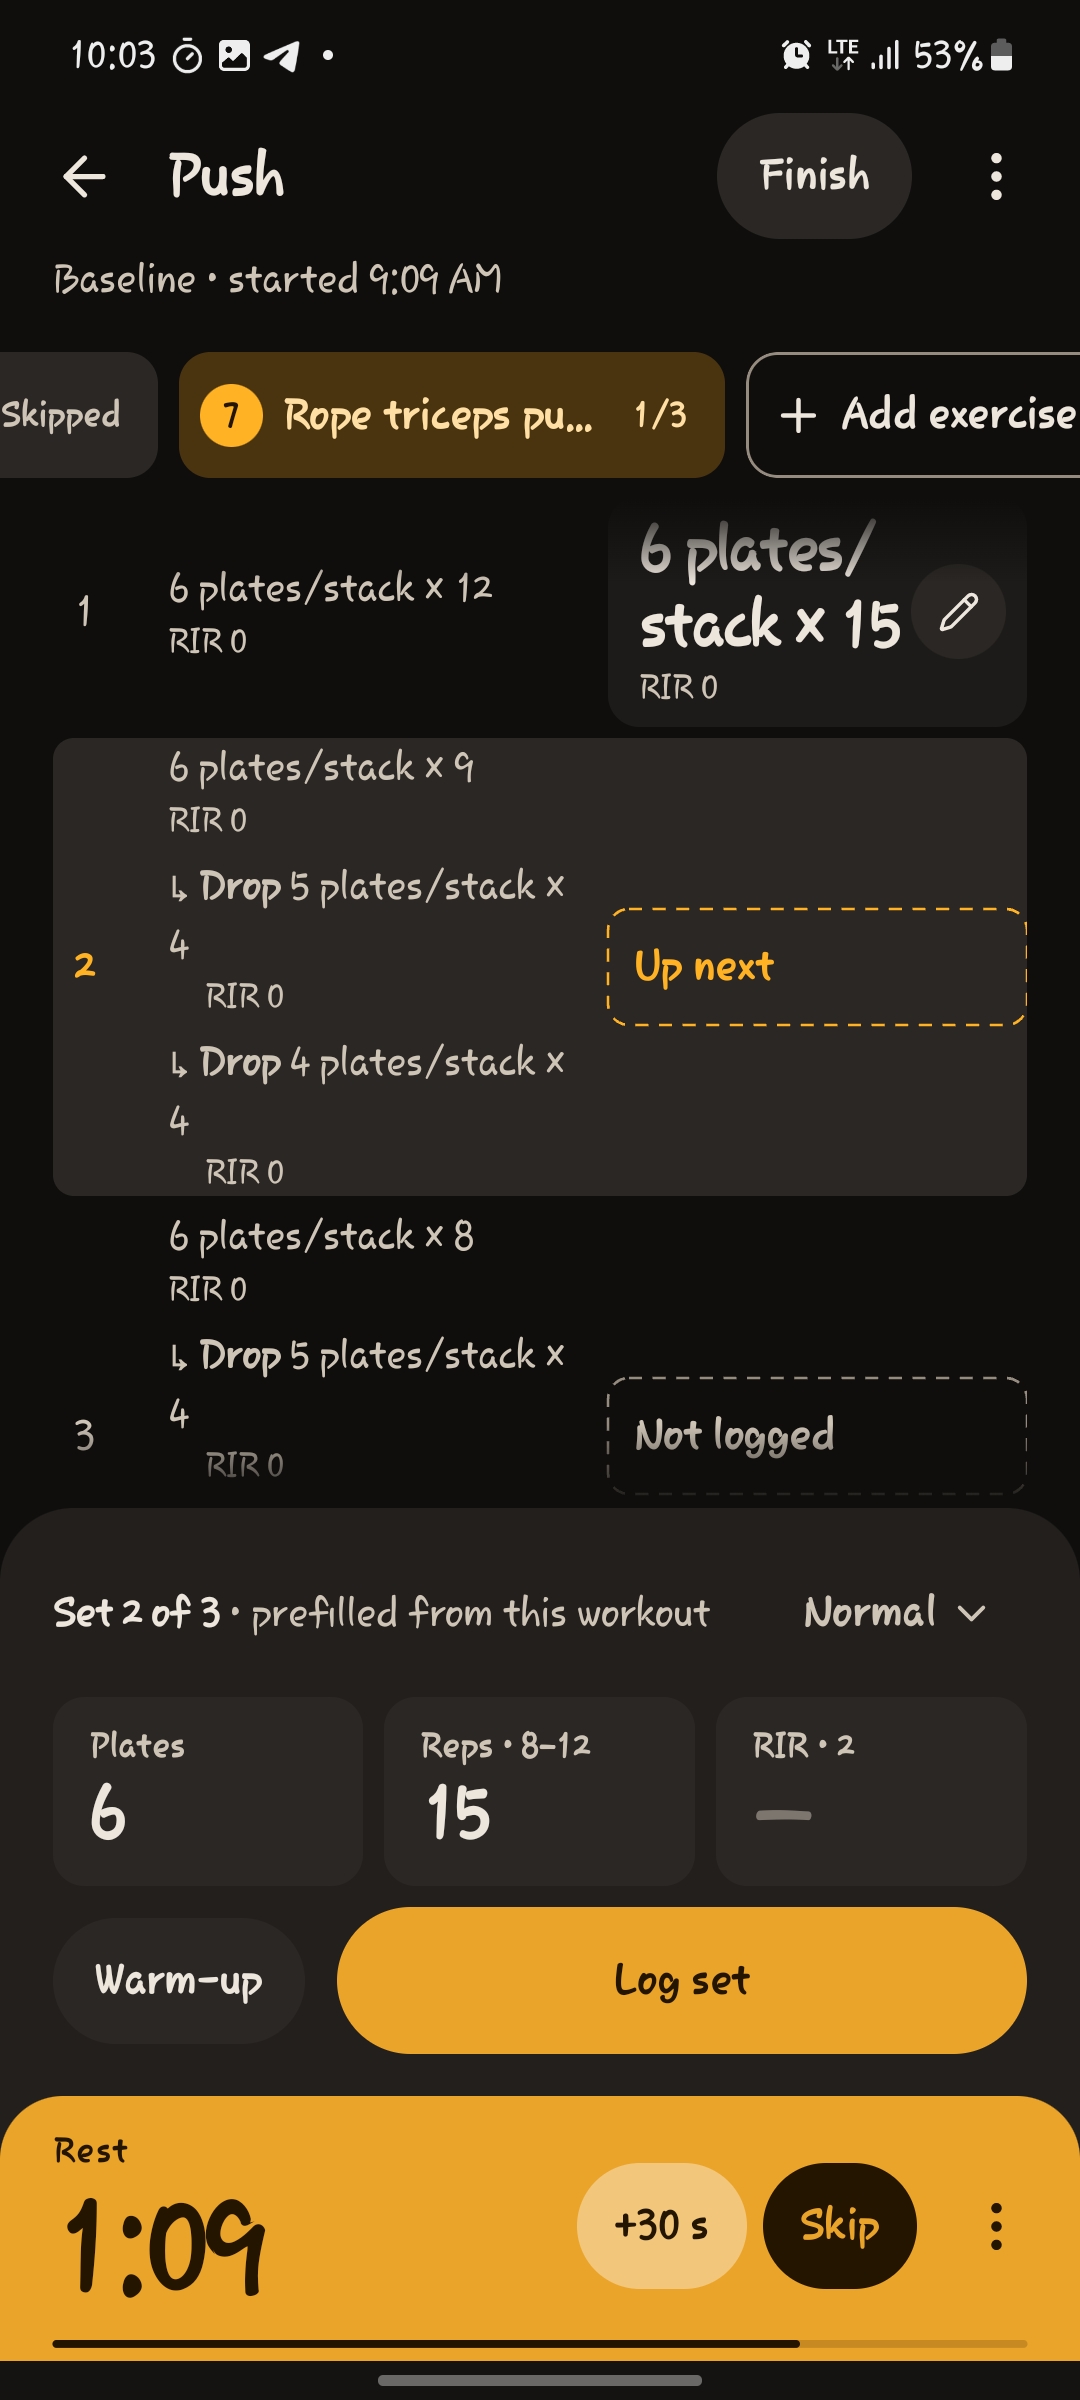 10:03
LTE
53%
Push
Finish
Baseline • started 9:09 AM
Skipped
7 Rope triceps pu... 1/3
+ Add exercise
1
6 plates/stack × 12
RIR 0
6 plates/
stack × 15
RIR 0
2
6 plates/stack × 9
RIR 0
↳ Drop 5 plates/stack ×
4
RIR 0
↳ Drop 4 plates/stack ×
4
RIR 0
Up next
3
6 plates/stack × 8
RIR 0
↳ Drop 5 plates/stack ×
4
RIR 0
Not logged
Set 2 of 3 • prefilled from this workout
Normal
Plates
6
Reps • 8–12
15
RIR • 2
—
Warm-up
Log set
Rest
1:09
+30 s
Skip